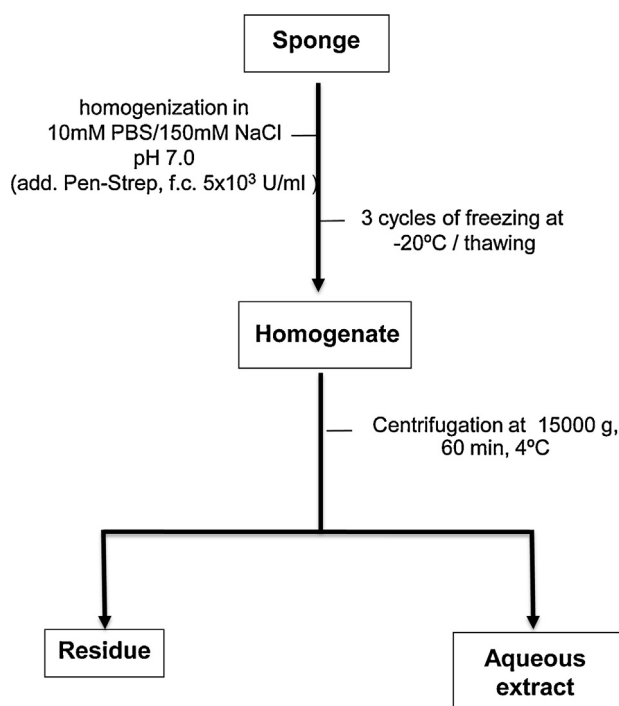 Sponge
homogenization in
10mM PBS/150mM NaCl
pH 7.0
(add. Pen-Strep, f.c. 5x10³ U/ml )
3 cycles of freezing at
-20ºC / thawing
Homogenate
Centrifugation at 15000 g,
60 min, 4ºC
Residue
Aqueous
extract